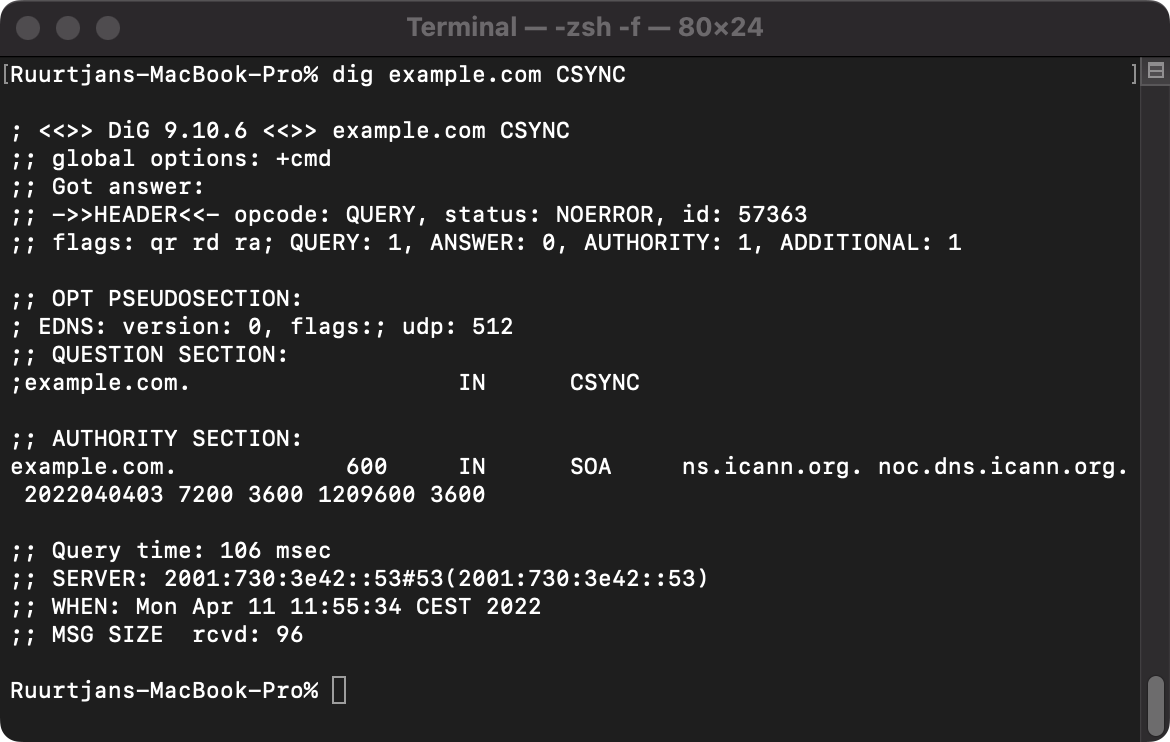 Terminal — -zsh -f — 80×24
[Ruurtjans-MacBook-Pro% dig example.com CSYNC ]
; <<>> DiG 9.10.6 <<>> example.com CSYNC
;; global options: +cmd
;; Got answer:
;; ->>HEADER<<- opcode: QUERY, status: NOERROR, id: 57363
;; flags: qr rd ra; QUERY: 1, ANSWER: 0, AUTHORITY: 1, ADDITIONAL: 1
;; OPT PSEUDOSECTION:
; EDNS: version: 0, flags:; udp: 512
;; QUESTION SECTION:
;example.com. IN CSYNC
;; AUTHORITY SECTION:
example.com. 600 IN SOA ns.icann.org. noc.dns.icann.org.
2022040403 7200 3600 1209600 3600
;; Query time: 106 msec
;; SERVER: 2001:730:3e42::53#53(2001:730:3e42::53)
;; WHEN: Mon Apr 11 11:55:34 CEST 2022
;; MSG SIZE rcvd: 96
Ruurtjans-MacBook-Pro%